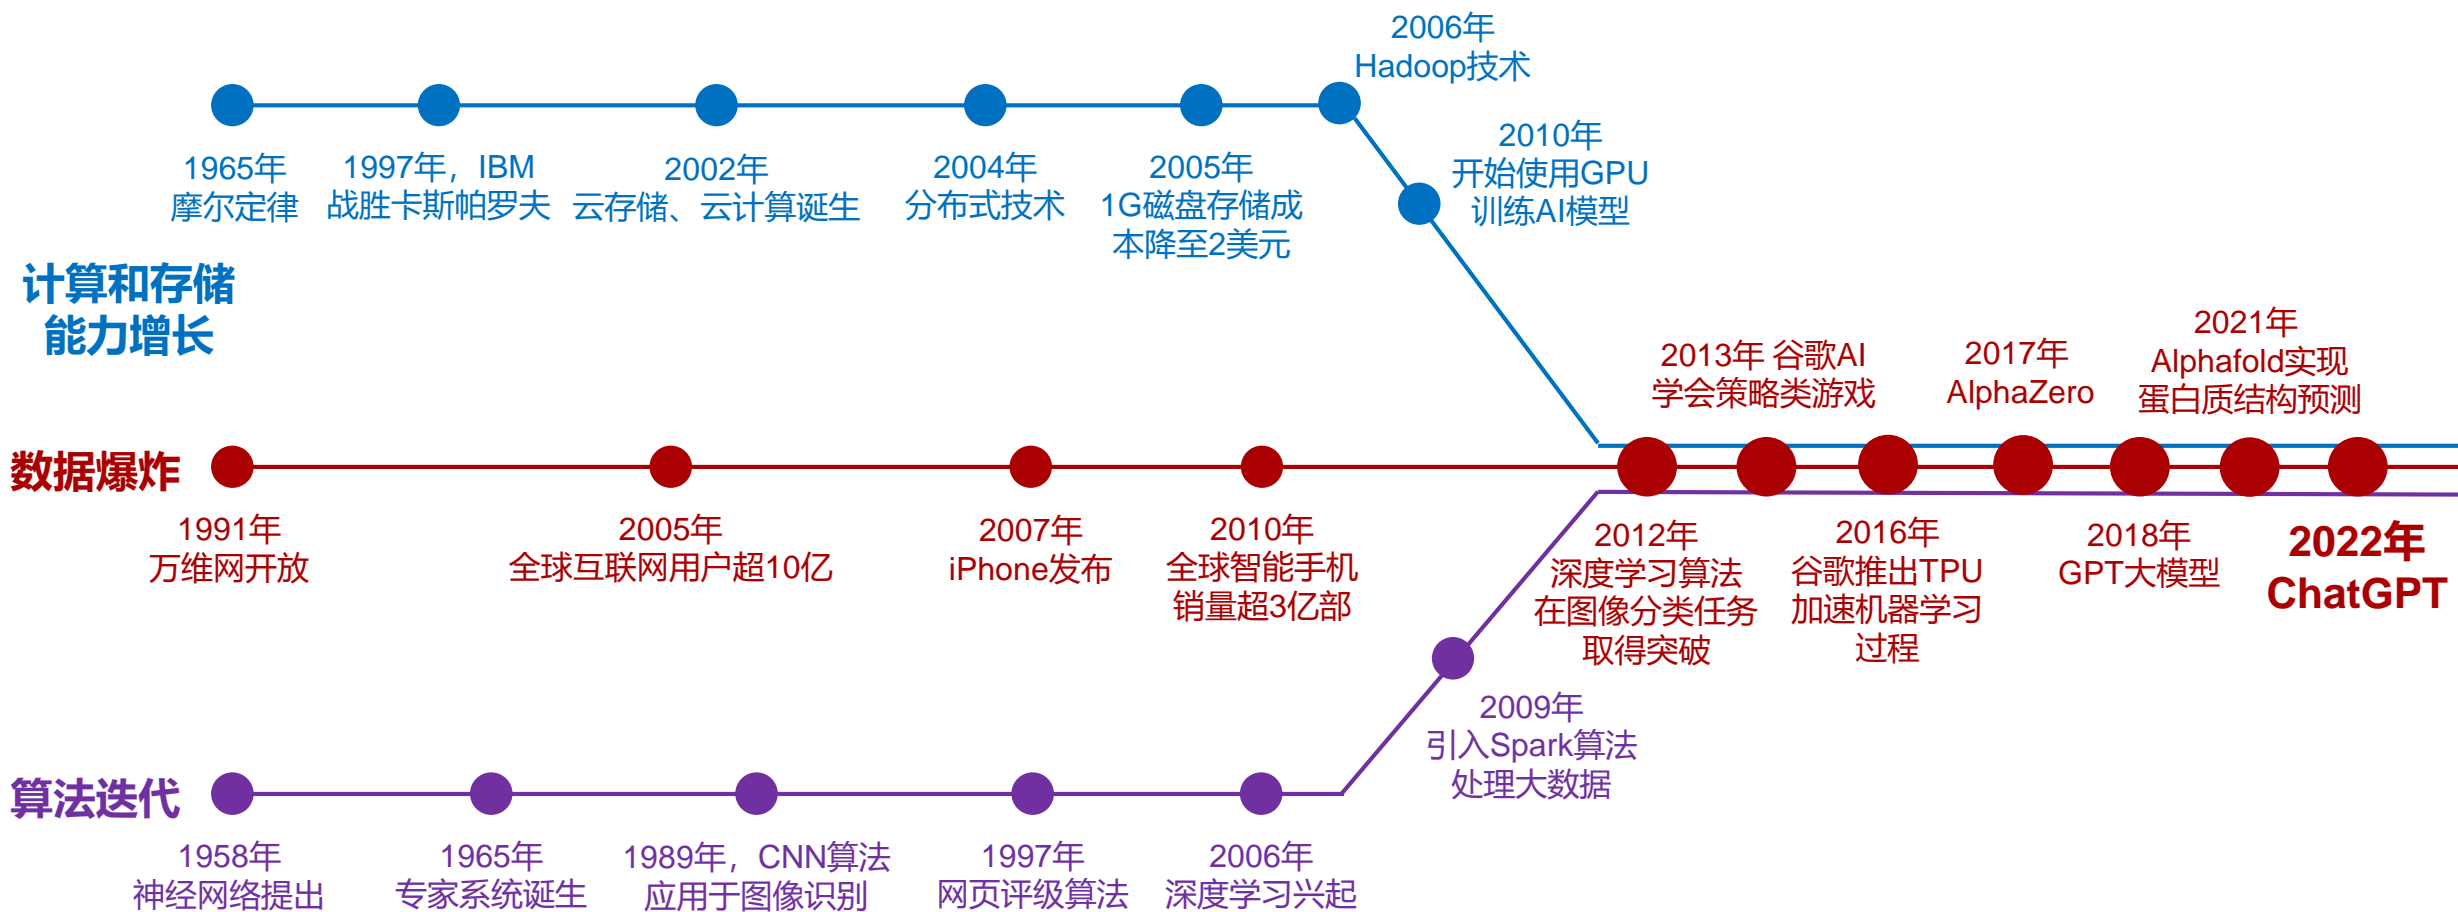 2006年
Hadoop技术
1965年
摩尔定律
1997年，IBM
战胜卡斯帕罗夫
2002年
云存储、云计算诞生
2004年
分布式技术
2005年
1G磁盘存储成
本降至2美元
2010年
开始使用GPU
训练AI模型
计算和存储
能力增长
2013年 谷歌AI
学会策略类游戏
2017年
AlphaZero
2021年
Alphafold实现
蛋白质结构预测
数据爆炸
1991年
万维网开放
2005年
全球互联网用户超10亿
2007年
iPhone发布
2010年
全球智能手机
销量超3亿部
2012年
深度学习算法
在图像分类任务
取得突破
2016年
谷歌推出TPU
加速机器学习
过程
2018年
GPT大模型
2022年
ChatGPT
2009年
引入Spark算法
处理大数据
算法迭代
1958年
神经网络提出
1965年
专家系统诞生
1989年，CNN算法
应用于图像识别
1997年
网页评级算法
2006年
深度学习兴起